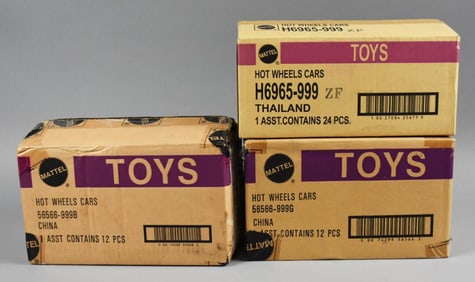 HOT WHEELS CARS
H6965-999 ZF
MATTEL
TOYS
HOT WHEELS CARS
H6965-999 ZF
THAILAND
1 ASST.CONTAINS 24 PCS.
MATTEL
TOYS
HOT WHEELS CARS
56566-999B
CHINA
1 ASST CONTAINS 12 PCS
MATTEL
TOYS
HOT WHEELS CARS
56566-999G
CHINA
1 ASST CONTAINS 12 PCS